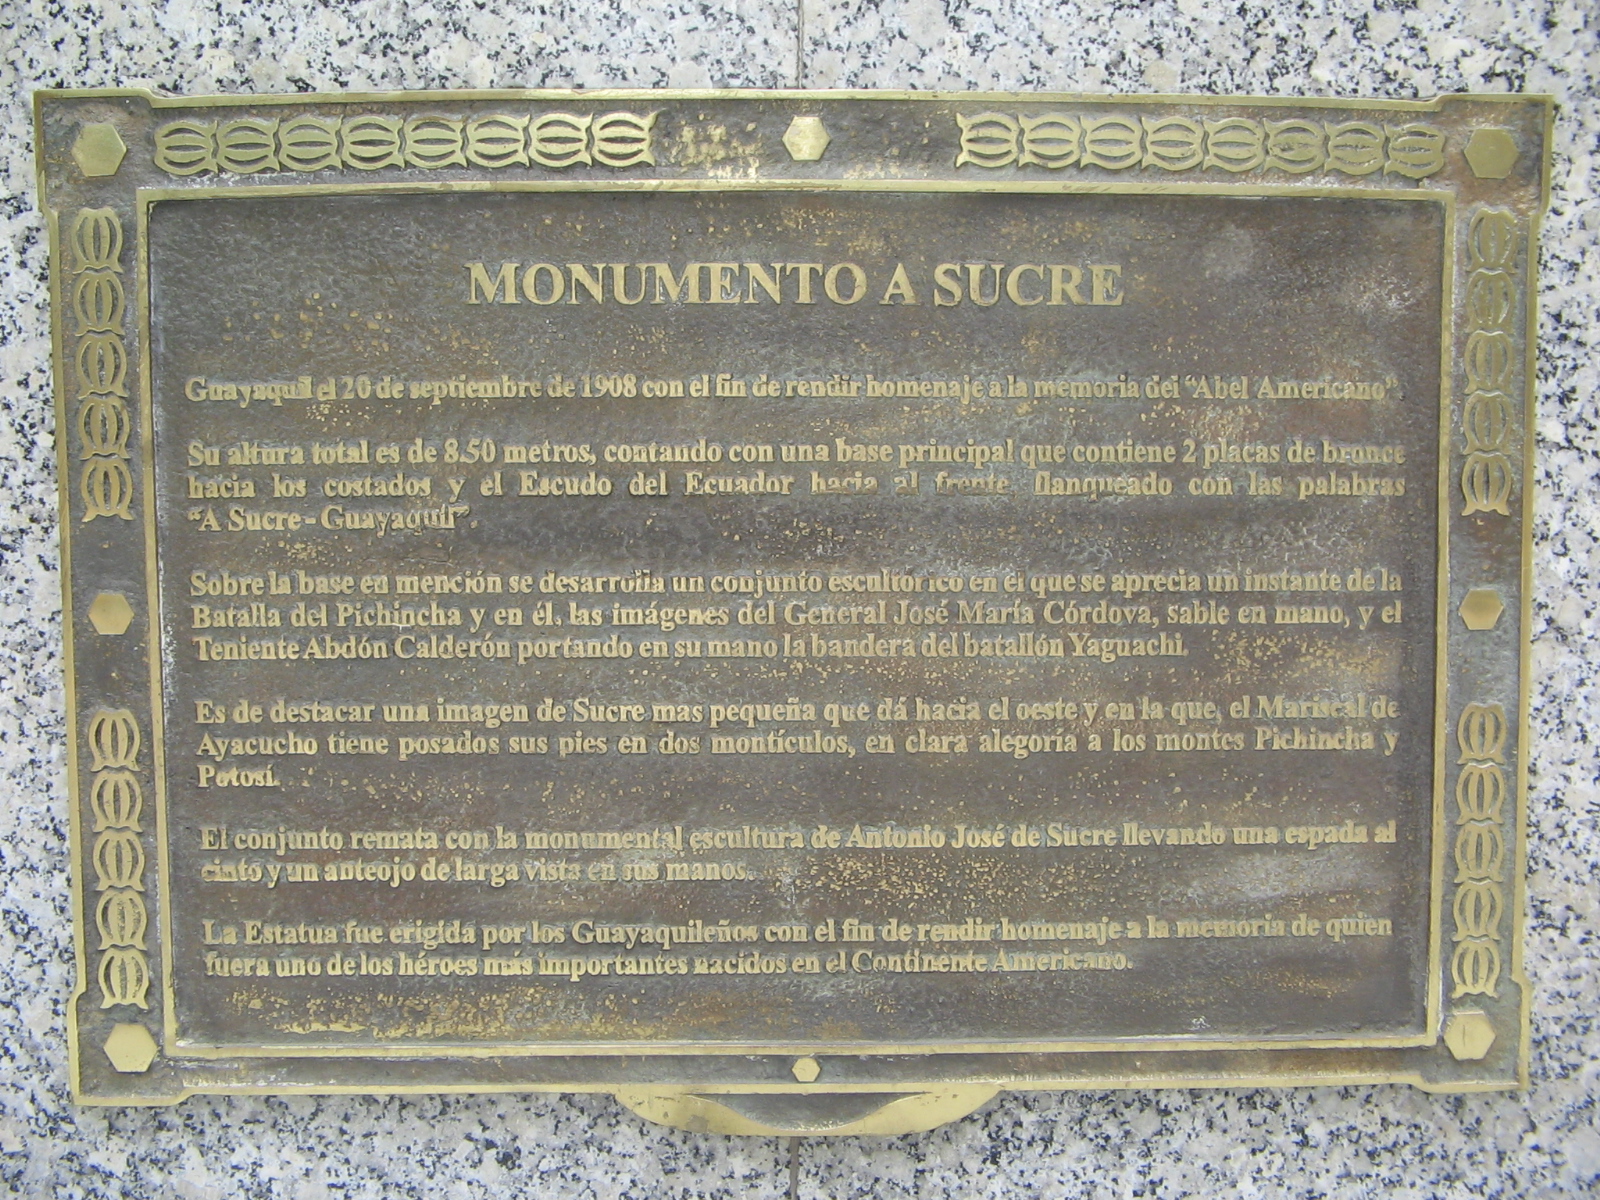 MONUMENTO A SUCRE
Guayaquil el 20 de septiembre de 1908 con el fin de rendir homenaje a la memoria del "Abel Americano"
Su altura total es de 8.50 metros, contando con una base principal que contiene 2 placas de bronce
hacia los costados y el Escudo del Ecuador hacia al frente, flanqueado con las palabras
"A Sucre - Guayaquil".
Sobre la base en mención se desarrolla un conjunto escultórico en el que se aprecia un instante de la
Batalla del Pichincha y en él, las imágenes del General José María Córdova, sable en mano, y el
Teniente Abdón Calderón portando en su mano la bandera del batallón Yaguachi.
Es de destacar una imagen de Sucre mas pequeña que dá hacia el oeste y en la que, el Mariscal de
Ayacucho tiene posados sus pies en dos montículos, en clara alegoría a los montes Pichincha y
Potosí.
El conjunto remata con la monumental escultura de Antonio José de Sucre llevando una espada al
cinto y un anteojo de larga vista en sus manos.
La Estatua fue erigida por los Guayaquileños con el fin de rendir homenaje a la memoria de quien
fuera uno de los héroes más importantes nacidos en el Continente Americano.